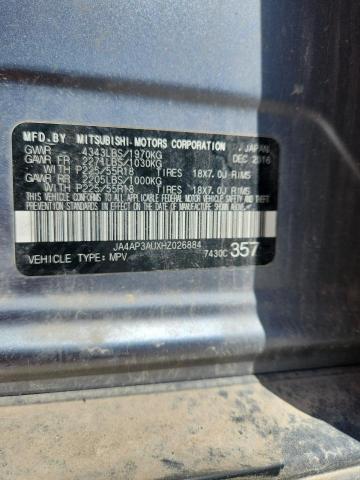 MFD.BY MITSUBISHI MOTORS CORPORATION JAPAN
GVWR 4343LBS/1970KG DEC 2016
GAWR FR 2271LBS/1030KG
WITH P225/55R18 TIRES 18X7.0J RIMS
GAWR RR 2205LBS/1000KG
WITH P225/55R18 TIRES 18X7.0J RIMS
THIS VEHICLE CONFORMS TO ALL APPLICABLE FEDERAL MOTOR VEHICLE SAFETY AND THEFT
PREVENTION STANDARDS IN EFFECT ON THE DATE OF MANUFACTURE SHOWN ABOVE.
JA4AP3AUXHZ026884
VEHICLE TYPE: MPV 7430C 357